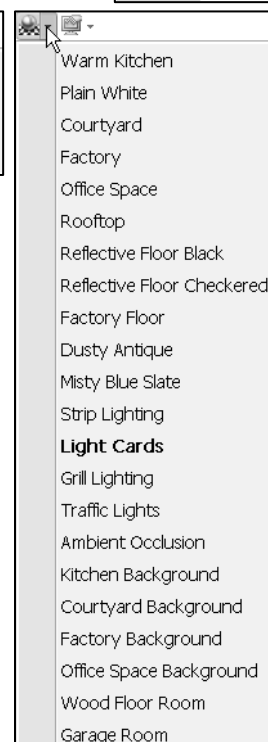 Warm Kitchen
Plain White
Courtyard
Factory
Office Space
Rooftop
Reflective Floor Black
Reflective Floor Checkered
Factory Floor
Dusty Antique
Misty Blue Slate
Strip Lighting
Light Cards
Grill Lighting
Traffic Lights
Ambient Occlusion
Kitchen Background
Courtyard Background
Factory Background
Office Space Background
Wood Floor Room
Garage Room